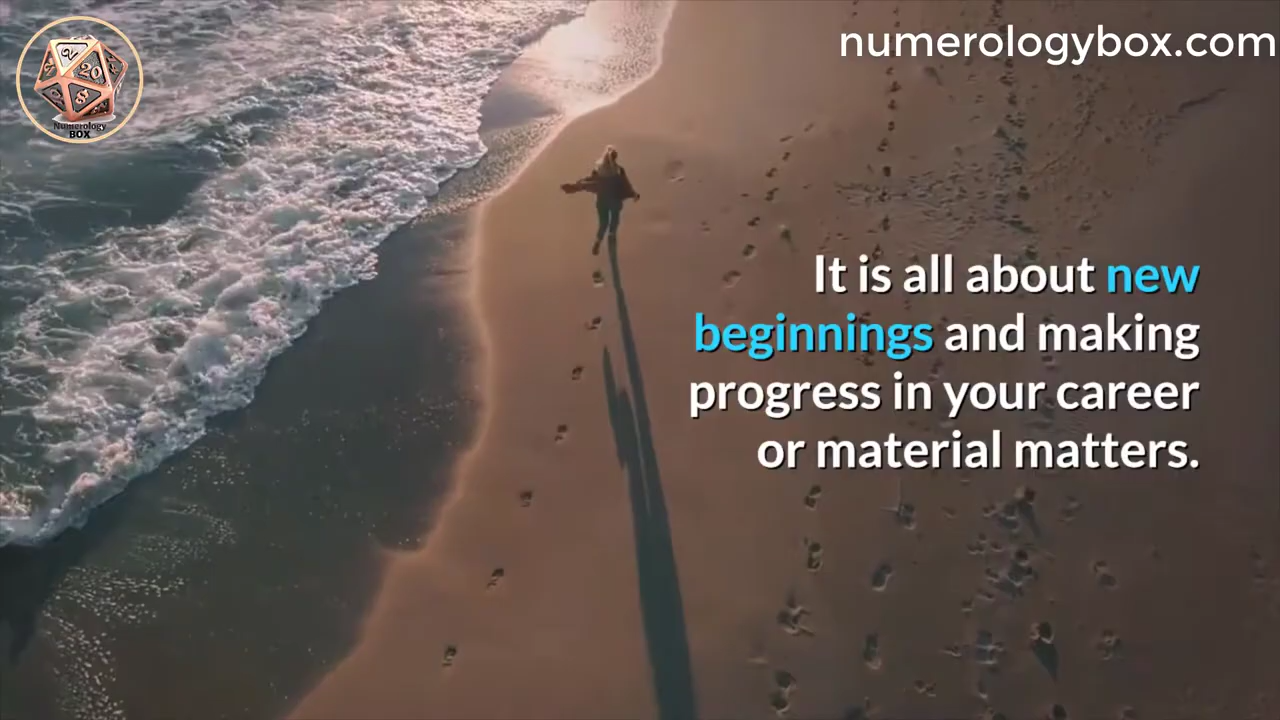 numerologybox.com
20
Numerology
BOX
It is all about new
beginnings and making
progress in your career
or material matters.